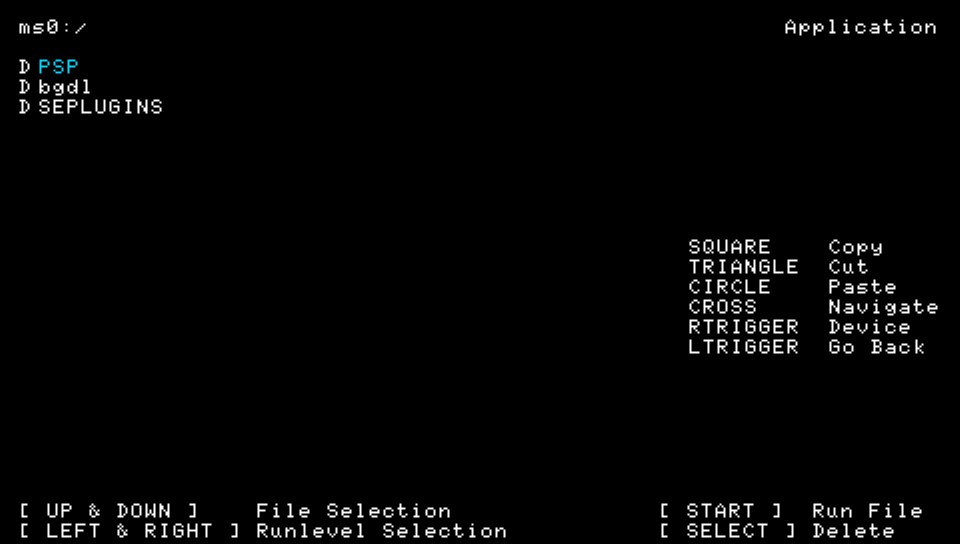 ms0:/ Application
D PSP
D bgdl
D SEPLUGINS
SQUARE Copy
TRIANGLE Cut
CIRCLE Paste
CROSS Navigate
RTRIGGER Device
LTRIGGER Go Back
[ UP & DOWN ] File Selection [ START ] Run File
[ LEFT & RIGHT ] Runlevel Selection [ SELECT ] Delete